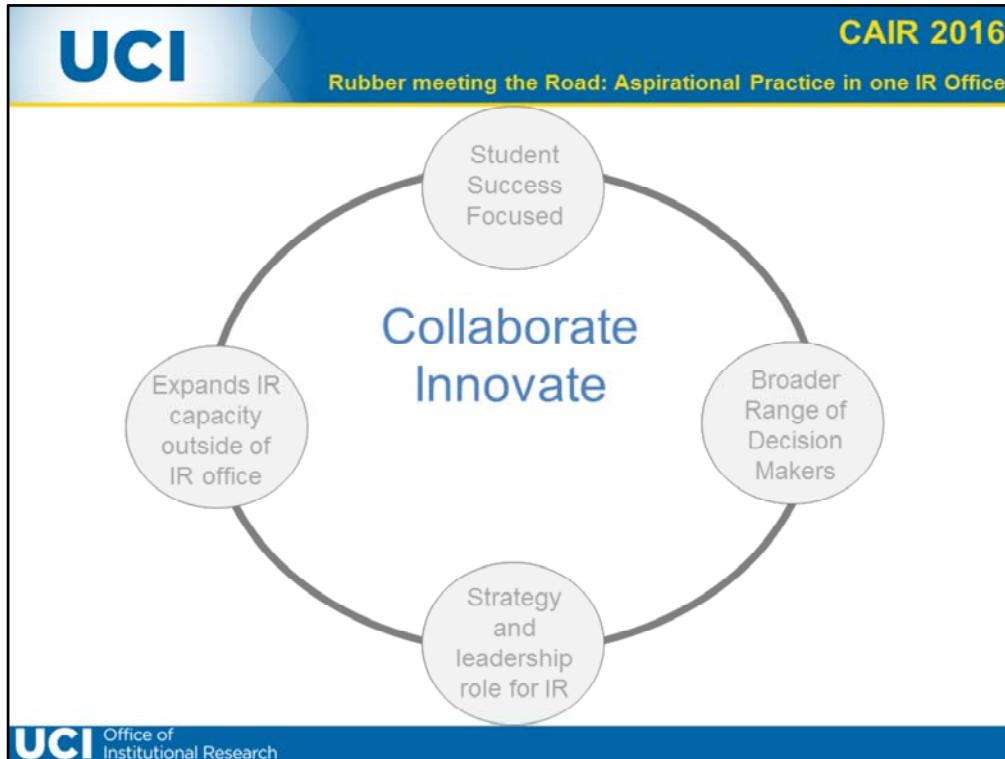 UCI
CAIR 2016
Rubber meeting the Road: Aspirational Practice in one IR Office
Student
Success
Focused
Collaborate
Innovate
Expands IR
capacity
outside of
IR office
Broader
Range of
Decision
Makers
Strategy
and
leadership
role for IR
UCI Office of
Institutional Research